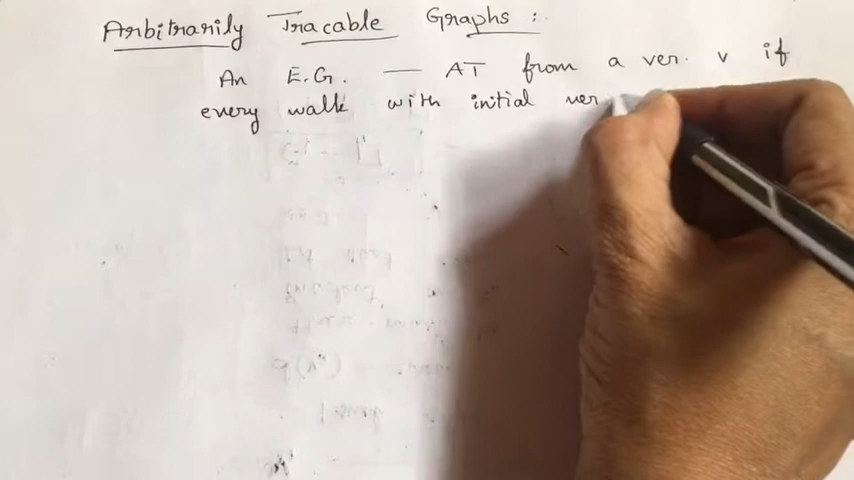 Arbitrarily Tracable Graphs :
An E.G. — AT from a ver. v if
every walk with initial ver